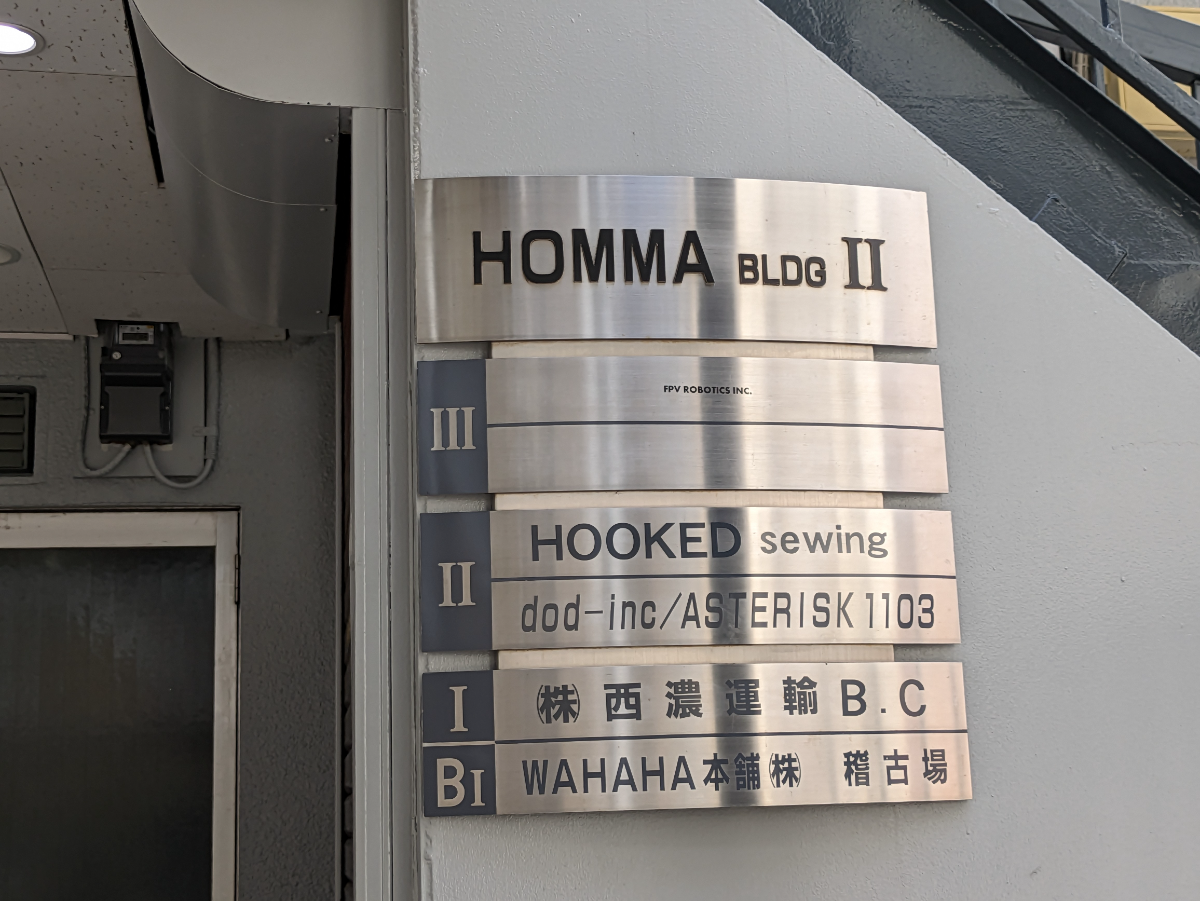 HOMMA BLDG II
III
FPV ROBOTICS INC.
II
HOOKED sewing
dod-inc/ASTERISK 1103
I
㈱西濃運輸 B.C
BI
WAHAHA本舗㈱ 稽古場